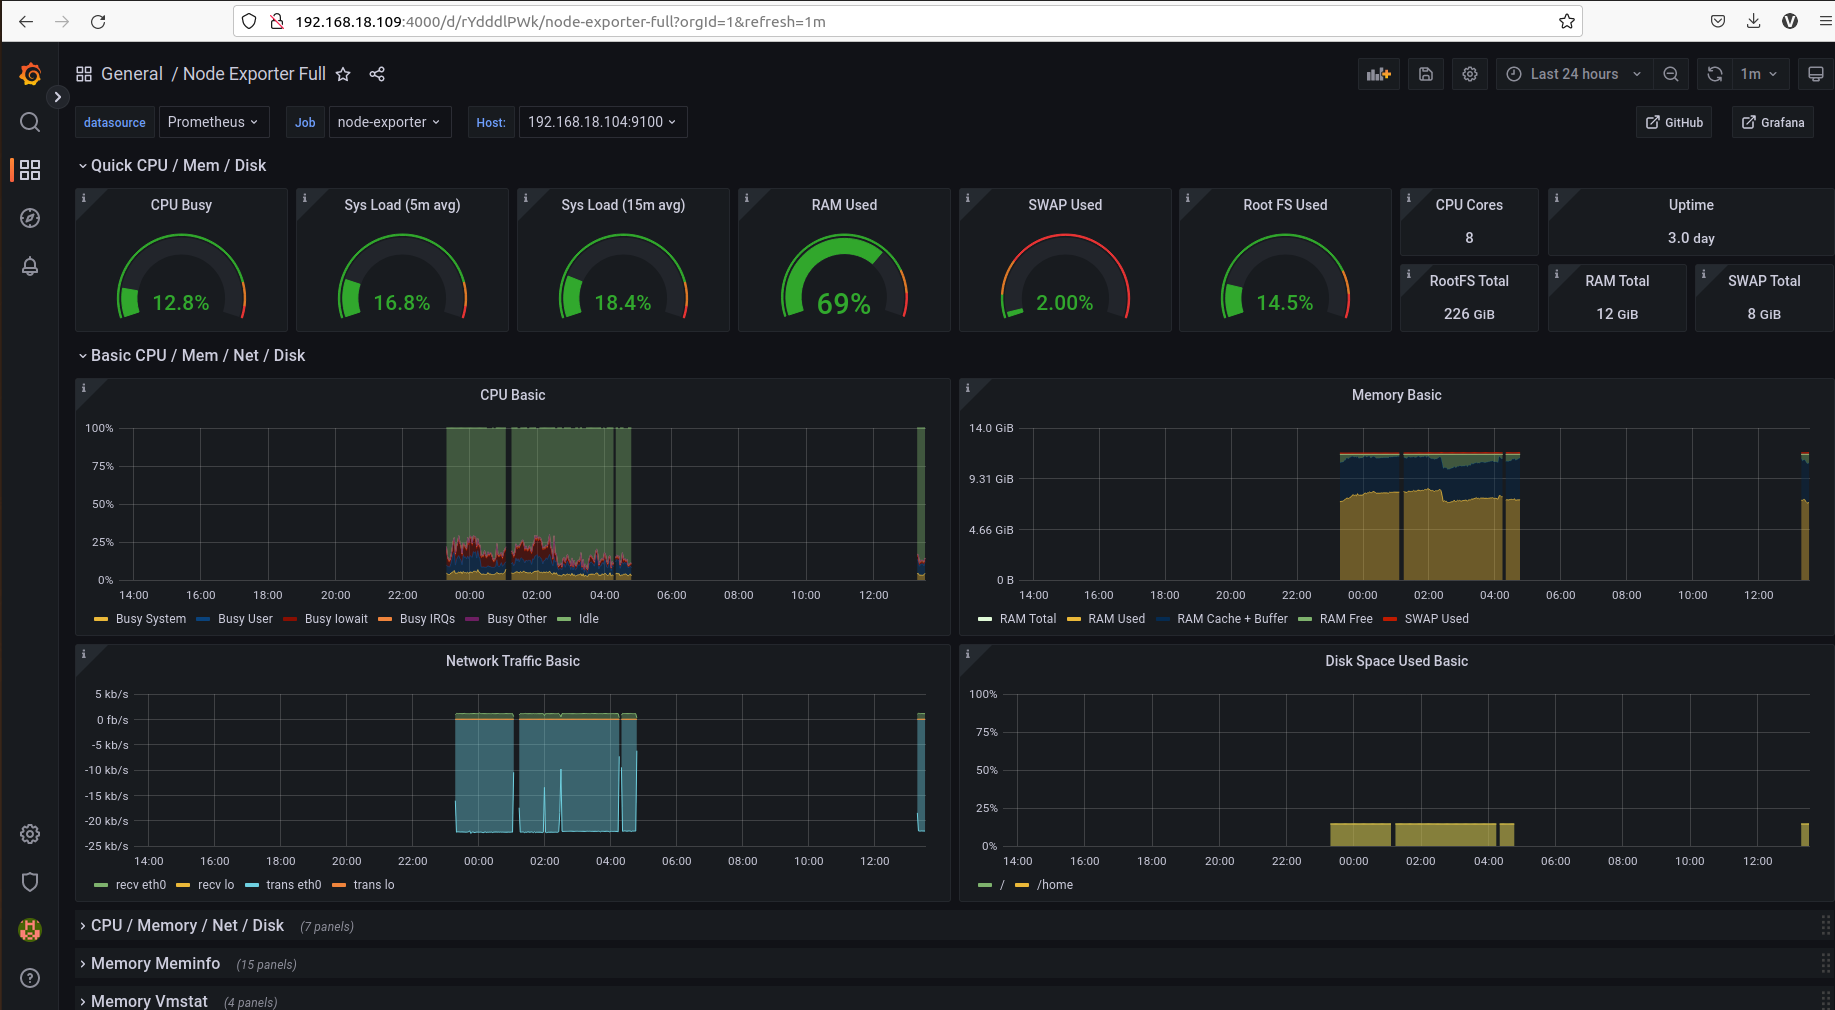 192.168.18.109:4000/d/rYdddlPWk/node-exporter-full?orgId=1&refresh=1m
General / Node Exporter Full
Last 24 hours
1m
datasource Prometheus Job node-exporter Host: 192.168.18.104:9100
GitHub Grafana
Quick CPU / Mem / Disk
CPU Busy
12.8%
Sys Load (5m avg)
16.8%
Sys Load (15m avg)
18.4%
RAM Used
69%
SWAP Used
2.00%
Root FS Used
14.5%
CPU Cores
8
Uptime
3.0 day
RootFS Total
226 GiB
RAM Total
12 GiB
SWAP Total
8 GiB
Basic CPU / Mem / Net / Disk
CPU Basic
100%
75%
50%
25%
0%
14:00 16:00 18:00 20:00 22:00 00:00 02:00 04:00 06:00 08:00 10:00 12:00
Busy System Busy User Busy Iowait Busy IRQs Busy Other Idle
Memory Basic
14.0 GiB
9.31 GiB
4.66 GiB
0 B
14:00 16:00 18:00 20:00 22:00 00:00 02:00 04:00 06:00 08:00 10:00 12:00
RAM Total RAM Used RAM Cache + Buffer RAM Free SWAP Used
Network Traffic Basic
5 kb/s
0 fb/s
-5 kb/s
-10 kb/s
-15 kb/s
-20 kb/s
-25 kb/s
14:00 16:00 18:00 20:00 22:00 00:00 02:00 04:00 06:00 08:00 10:00 12:00
recv eth0 recv lo trans eth0 trans lo
Disk Space Used Basic
100%
75%
50%
25%
0%
14:00 16:00 18:00 20:00 22:00 00:00 02:00 04:00 06:00 08:00 10:00 12:00
/ /home
CPU / Memory / Net / Disk (7 panels)
Memory Meminfo (15 panels)
Memory Vmstat (4 panels)